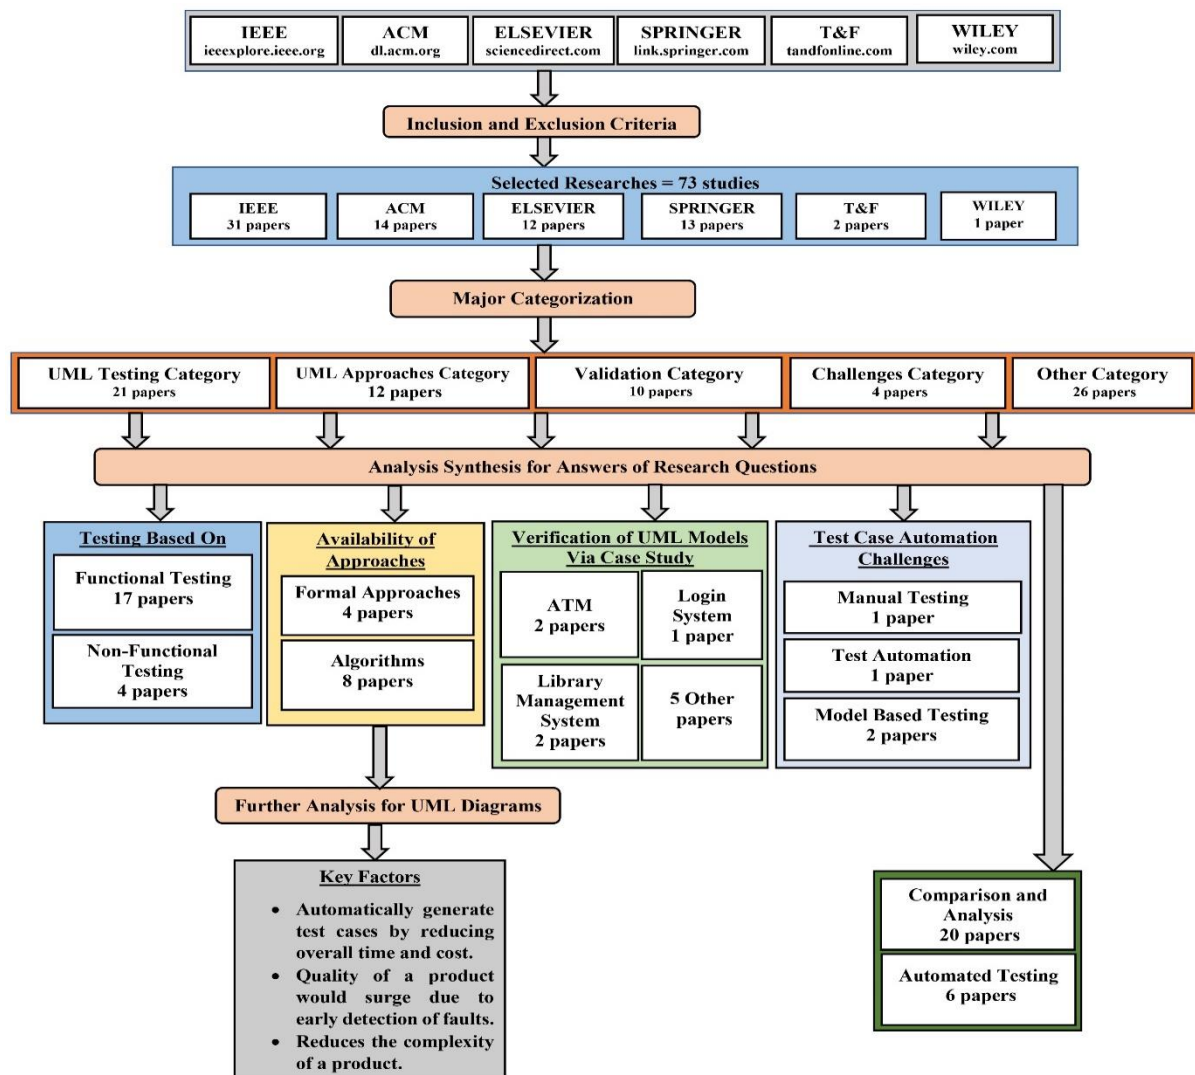 IEEE
ieeexplore.ieee.org
ACM
dl.acm.org
ELSEVIER
sciencedirect.com
SPRINGER
link.springer.com
T&F
tandfonline.com
WILEY
wiley.com
Inclusion and Exclusion Criteria
Selected Researches = 73 studies
IEEE
31 papers
ACM
14 papers
ELSEVIER
12 papers
SPRINGER
13 papers
T&F
2 papers
WILEY
1 paper
Major Categorization
UML Testing Category
21 papers
UML Approaches Category
12 papers
Validation Category
10 papers
Challenges Category
4 papers
Other Category
26 papers
Analysis Synthesis for Answers of Research Questions
Testing Based On
Functional Testing
17 papers
Non-Functional
Testing
4 papers
Availability of
Approaches
Formal Approaches
4 papers
Algorithms
8 papers
Verification of UML Models
Via Case Study
ATM
2 papers
Login
System
1 paper
Library
Management
System
2 papers
5 Other
papers
Test Case Automation
Challenges
Manual Testing
1 paper
Test Automation
1 paper
Model Based Testing
2 papers
Further Analysis for UML Diagrams
Key Factors
• Automatically generate
test cases by reducing
overall time and cost.
• Quality of a product
would surge due to
early detection of faults.
• Reduces the complexity
of a product.
Comparison and
Analysis
20 papers
Automated Testing
6 papers